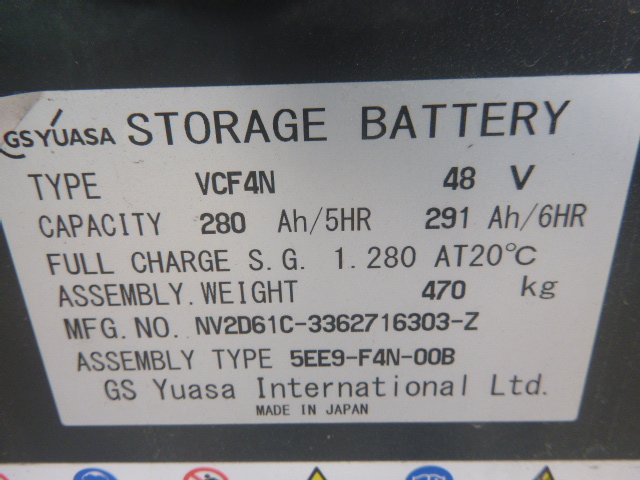 GS YUASA STORAGE BATTERY
TYPE VCF4N 48 V
CAPACITY 280 Ah/5HR 291 Ah/6HR
FULL CHARGE S.G. 1.280 AT20℃
ASSEMBLY.WEIGHT 470 kg
MFG.NO. NV2D61C-3362716303-Z
ASSEMBLY TYPE 5EE9-F4N-00B
GS Yuasa International Ltd.
MADE IN JAPAN